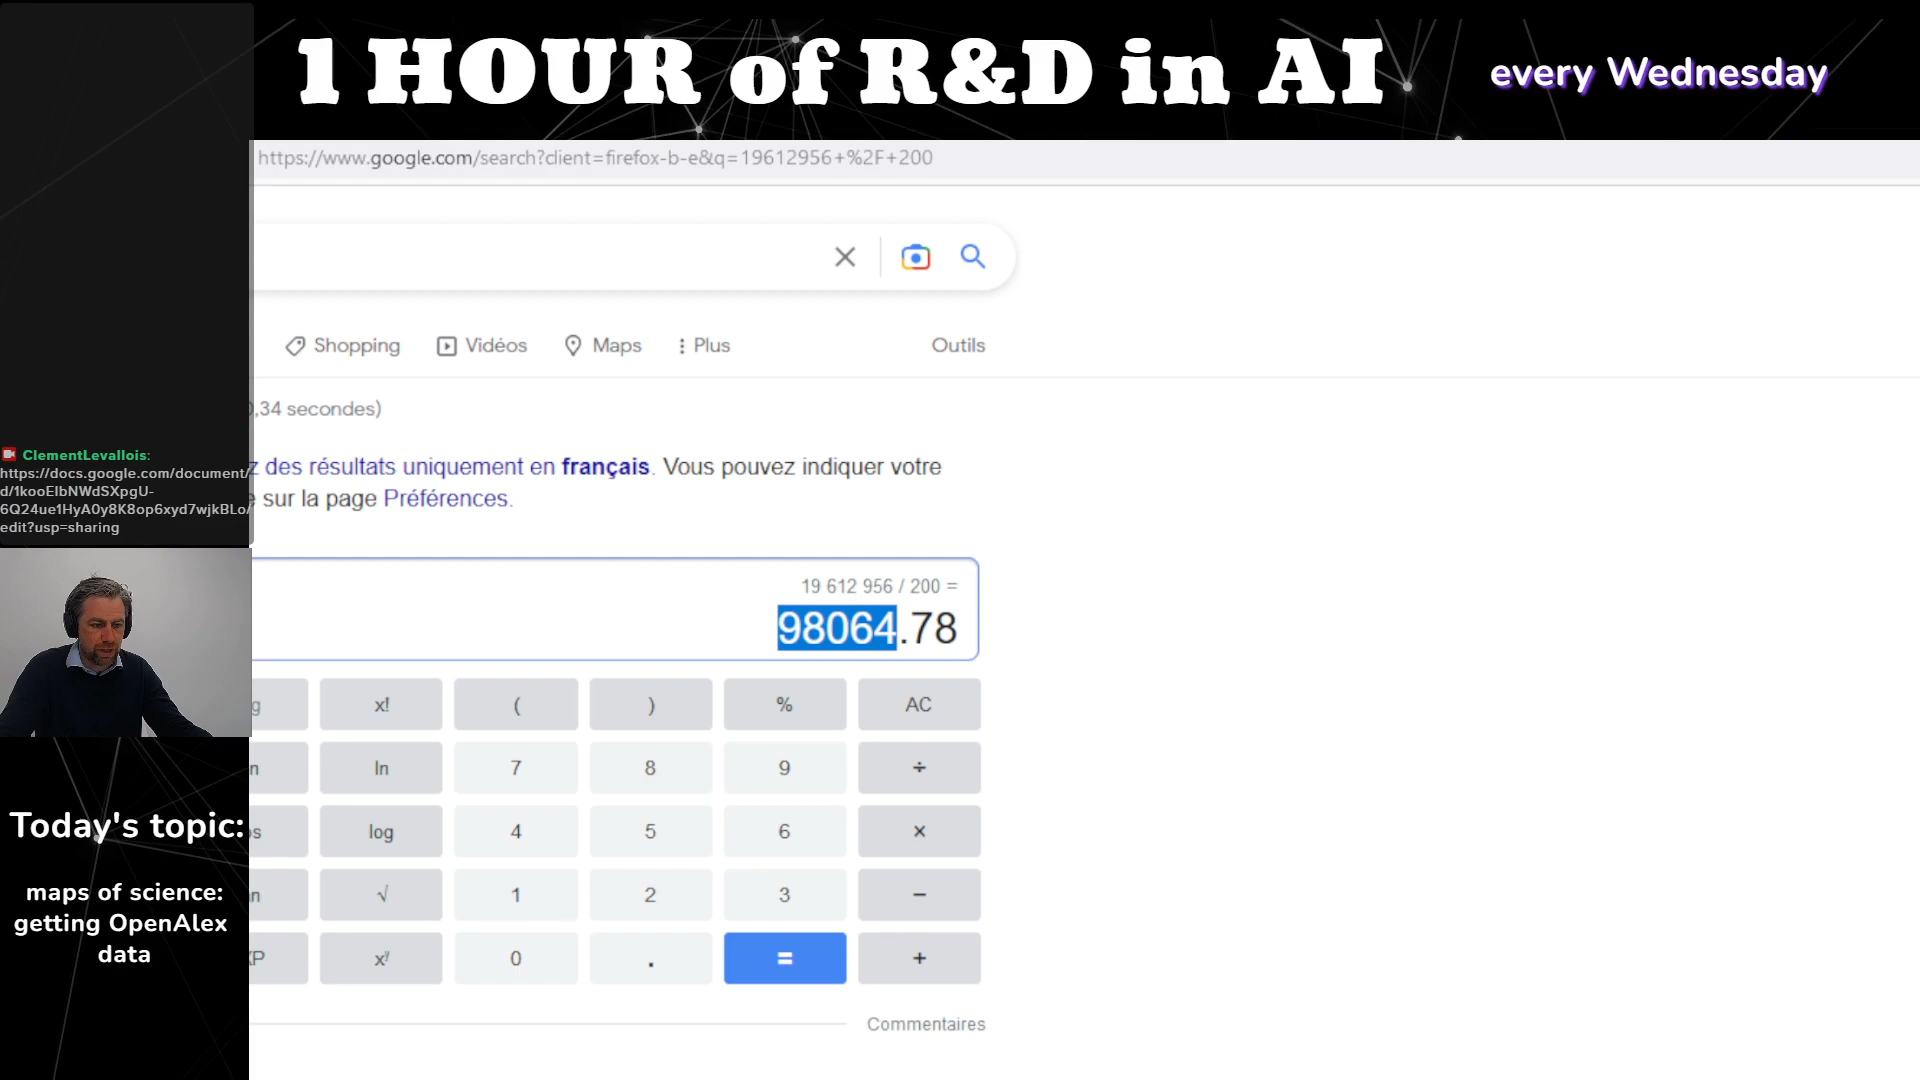 1 HOUR of R&D in AI
every Wednesday
https://www.google.com/search?client=firefox-b-e&q=19612956+%2F+200
Shopping
Vidéos
Maps
Plus
Outils
,34 secondes)
ClementLevallois:
https://docs.google.com/document/
d/1kooEIbNWdSXpgU-
6Q24ue1HyA0y8K8op6xyd7wjkBLo/
edit?usp=sharing
z des résultats uniquement en français. Vous pouvez indiquer votre
sur la page Préférences.
19 612 956 / 200 =
98064.78
x! ( ) % AC
ln 7 8 9 ÷
log 4 5 6 ×
√ 1 2 3 −
xʸ 0 . = +
Commentaires
Today's topic:
maps of science:
getting OpenAlex
data